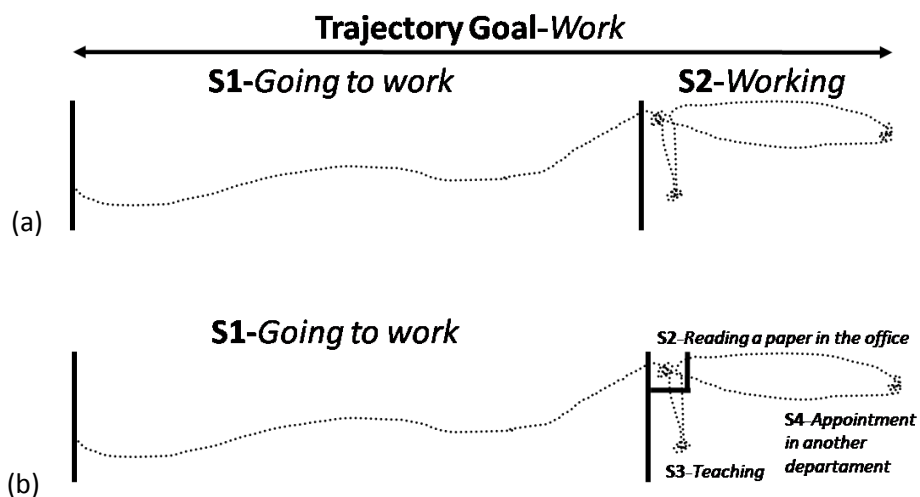 Trajectory Goal-Work
S1-Going to work
S2-Working
(a)
S1-Going to work
S2-Reading a paper in the office
S4-Appointment
in another
departament
S3-Teaching
(b)